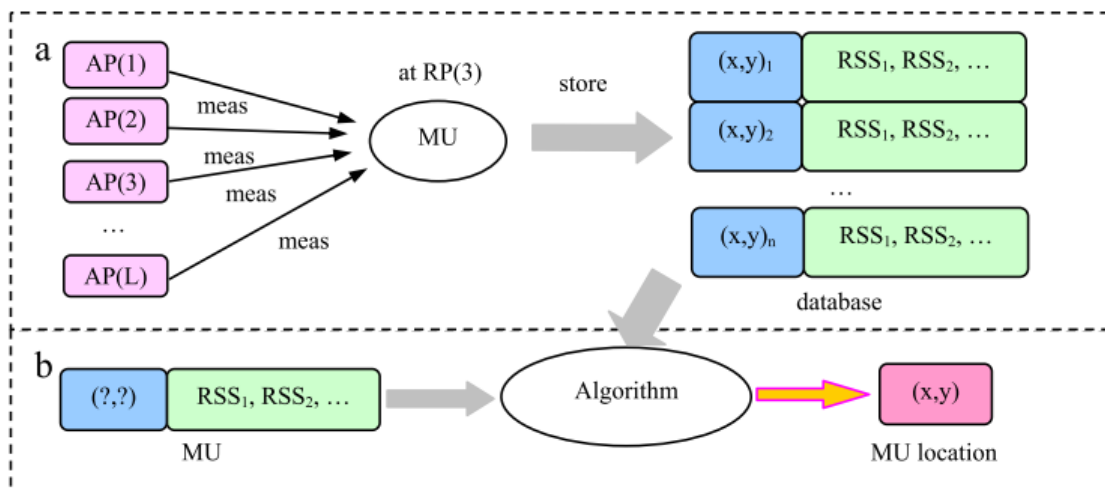 a
AP(1)
AP(2)
AP(3)
…
AP(L)
meas
meas
meas
meas
at RP(3)
MU
store
(x,y)₁ RSS₁, RSS₂, …
(x,y)₂ RSS₁, RSS₂, …
…
(x,y)ₙ RSS₁, RSS₂, …
database
b
(?,?) RSS₁, RSS₂, …
MU
Algorithm
(x,y)
MU location